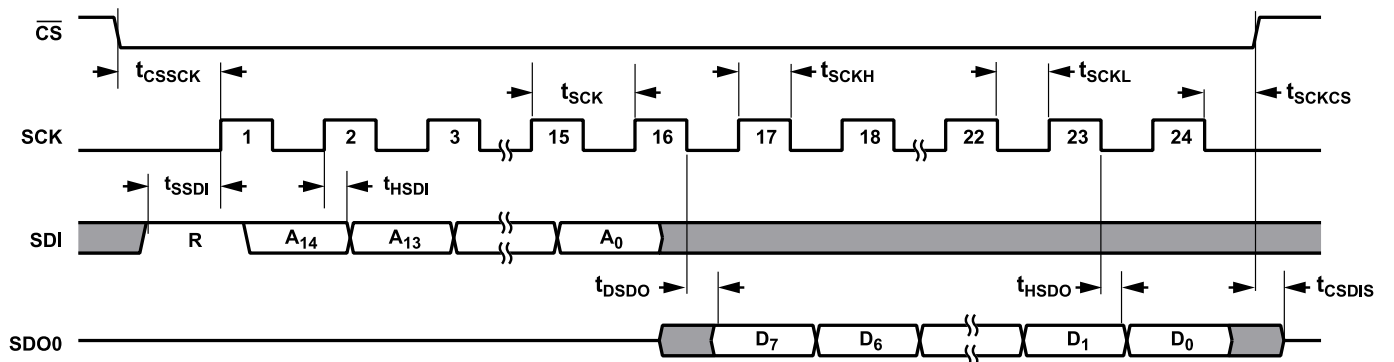 CS
tCSSCK
tSCK
tSCKH
tSCKL
tSCKCS
SCK 1 2 3 15 16 17 18 22 23 24
tSSDI
tHSDI
SDI R A14 A13 A0
tDSDO
tHSDO
tCSDIS
SDO0 D7 D6 D1 D0